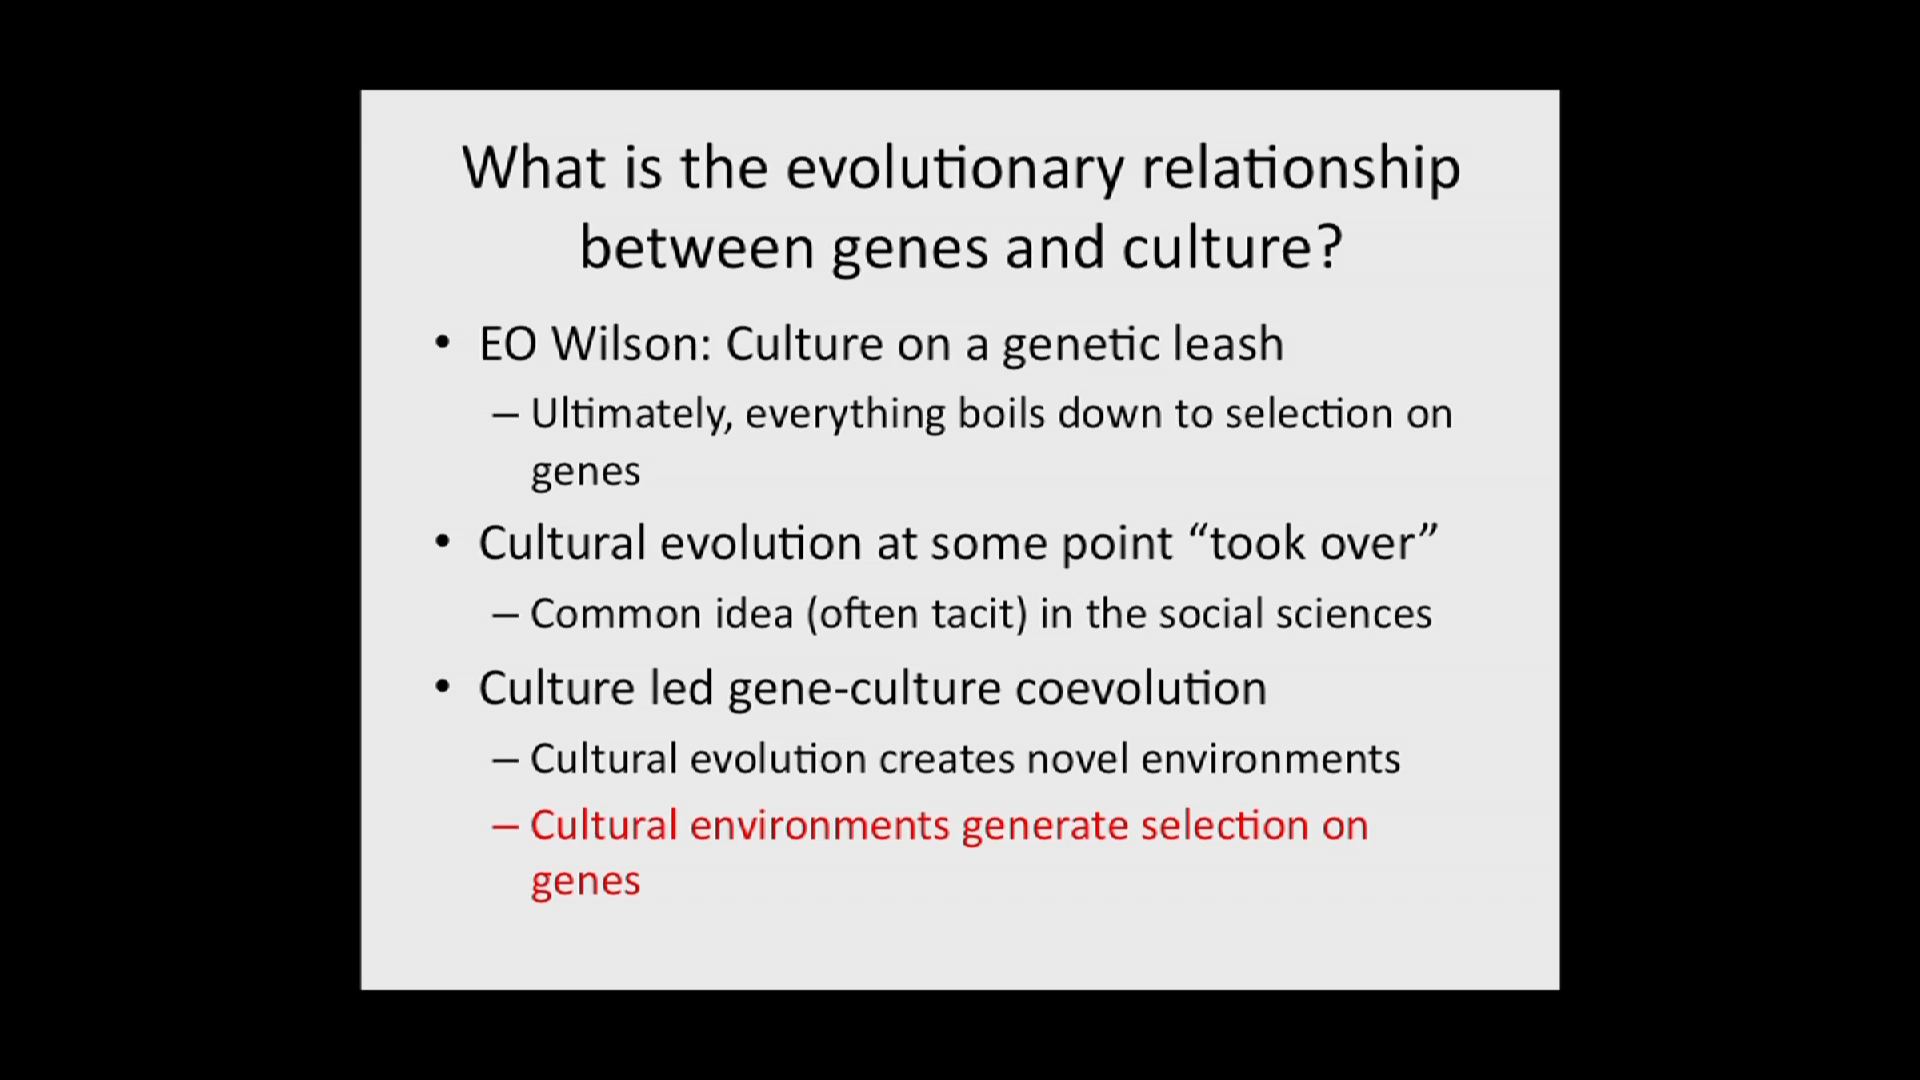 What is the evolutionary relationship
between genes and culture?
• EO Wilson: Culture on a genetic leash
– Ultimately, everything boils down to selection on
genes
• Cultural evolution at some point “took over”
– Common idea (often tacit) in the social sciences
• Culture led gene-culture coevolution
– Cultural evolution creates novel environments
– Cultural environments generate selection on
genes